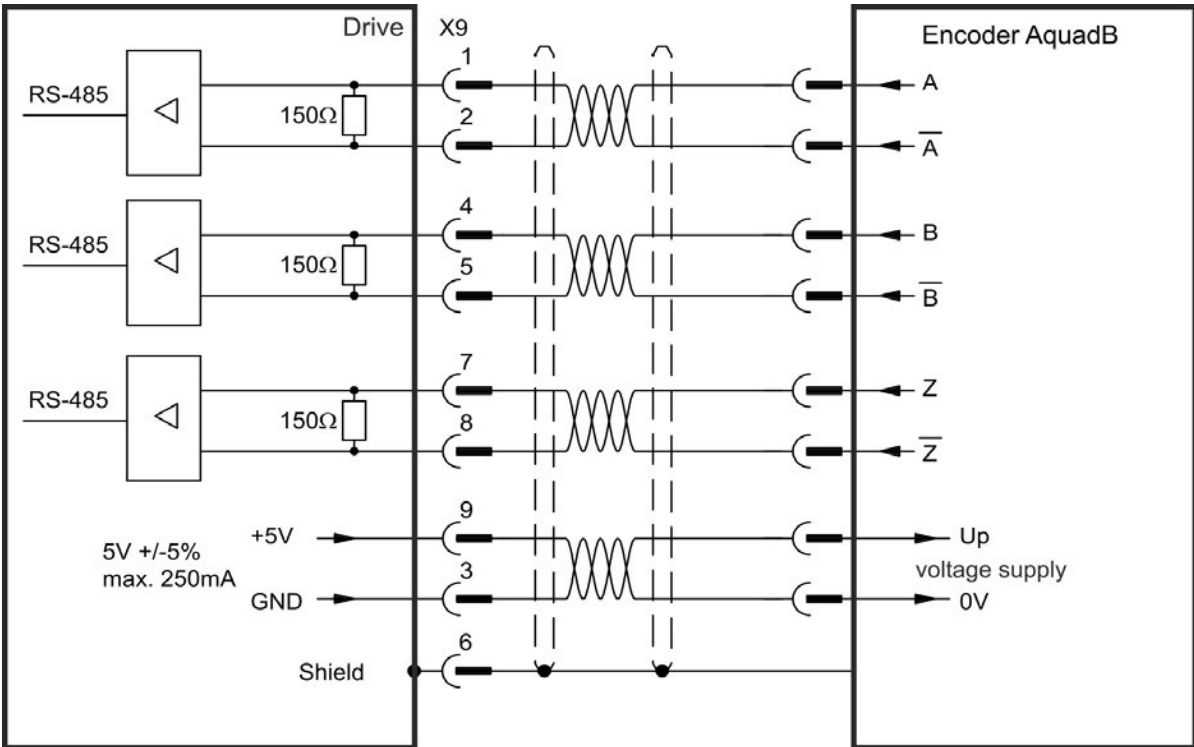 Drive
X9
Encoder AquadB
1
RS-485
150Ω
A
2
A̅
4
RS-485
150Ω
B
5
B̅
7
RS-485
150Ω
Z
8
Z̅
9
+5V
Up
5V +/-5%
max. 250mA
voltage supply
3
GND
0V
6
Shield